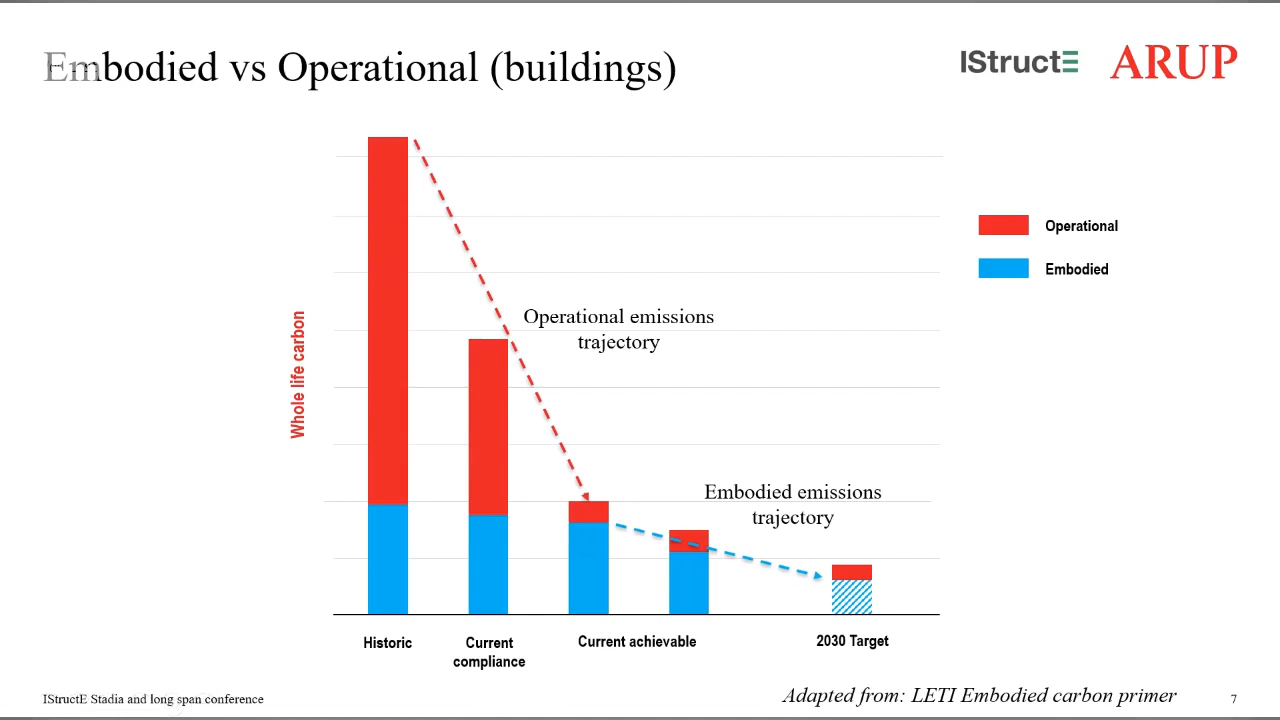 Embodied vs Operational (buildings)
IStructE
ARUP
Operational
Embodied
Whole life carbon
Operational emissions
trajectory
Embodied emissions
trajectory
Historic
Current
compliance
Current achievable
2030 Target
IStructE Stadia and long span conference
Adapted from: LETI Embodied carbon primer
7